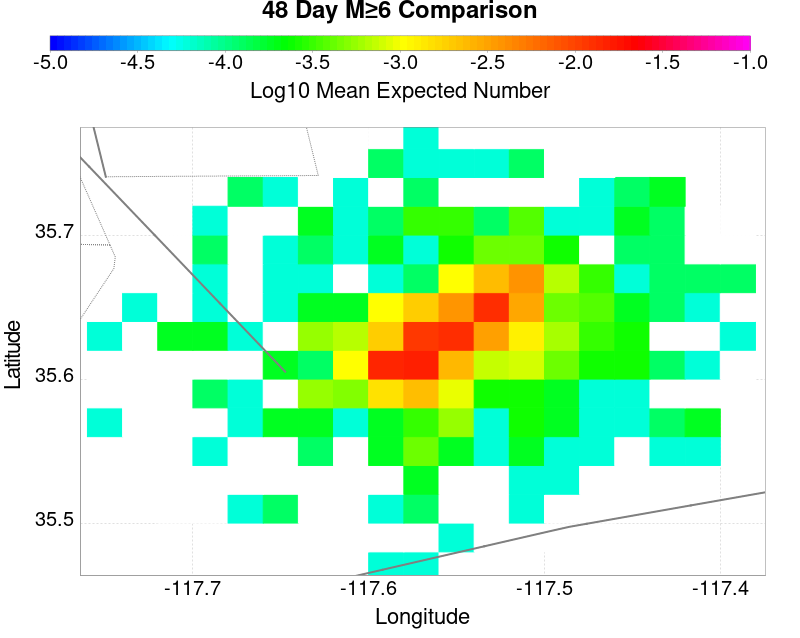 48 Day M≥6 Comparison
-5.0 -4.5 -4.0 -3.5 -3.0 -2.5 -2.0 -1.5 -1.0
Log10 Mean Expected Number
35.7
35.6
35.5
Latitude
-117.7 -117.6 -117.5 -117.4
Longitude